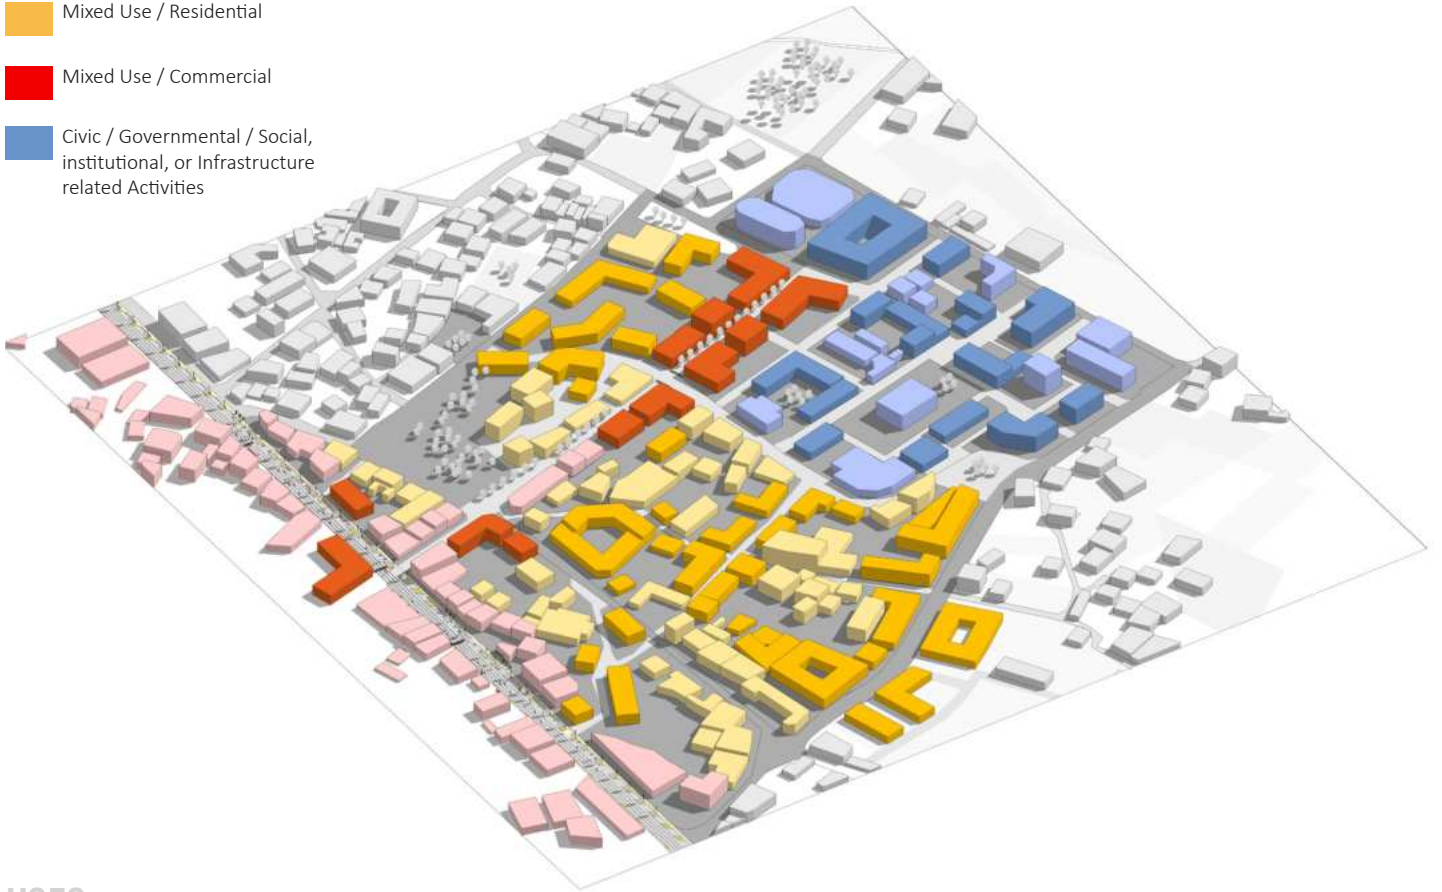 Mixed Use / Residential
Mixed Use / Commercial
Civic / Governmental / Social,
institutional, or Infrastructure
related Activities